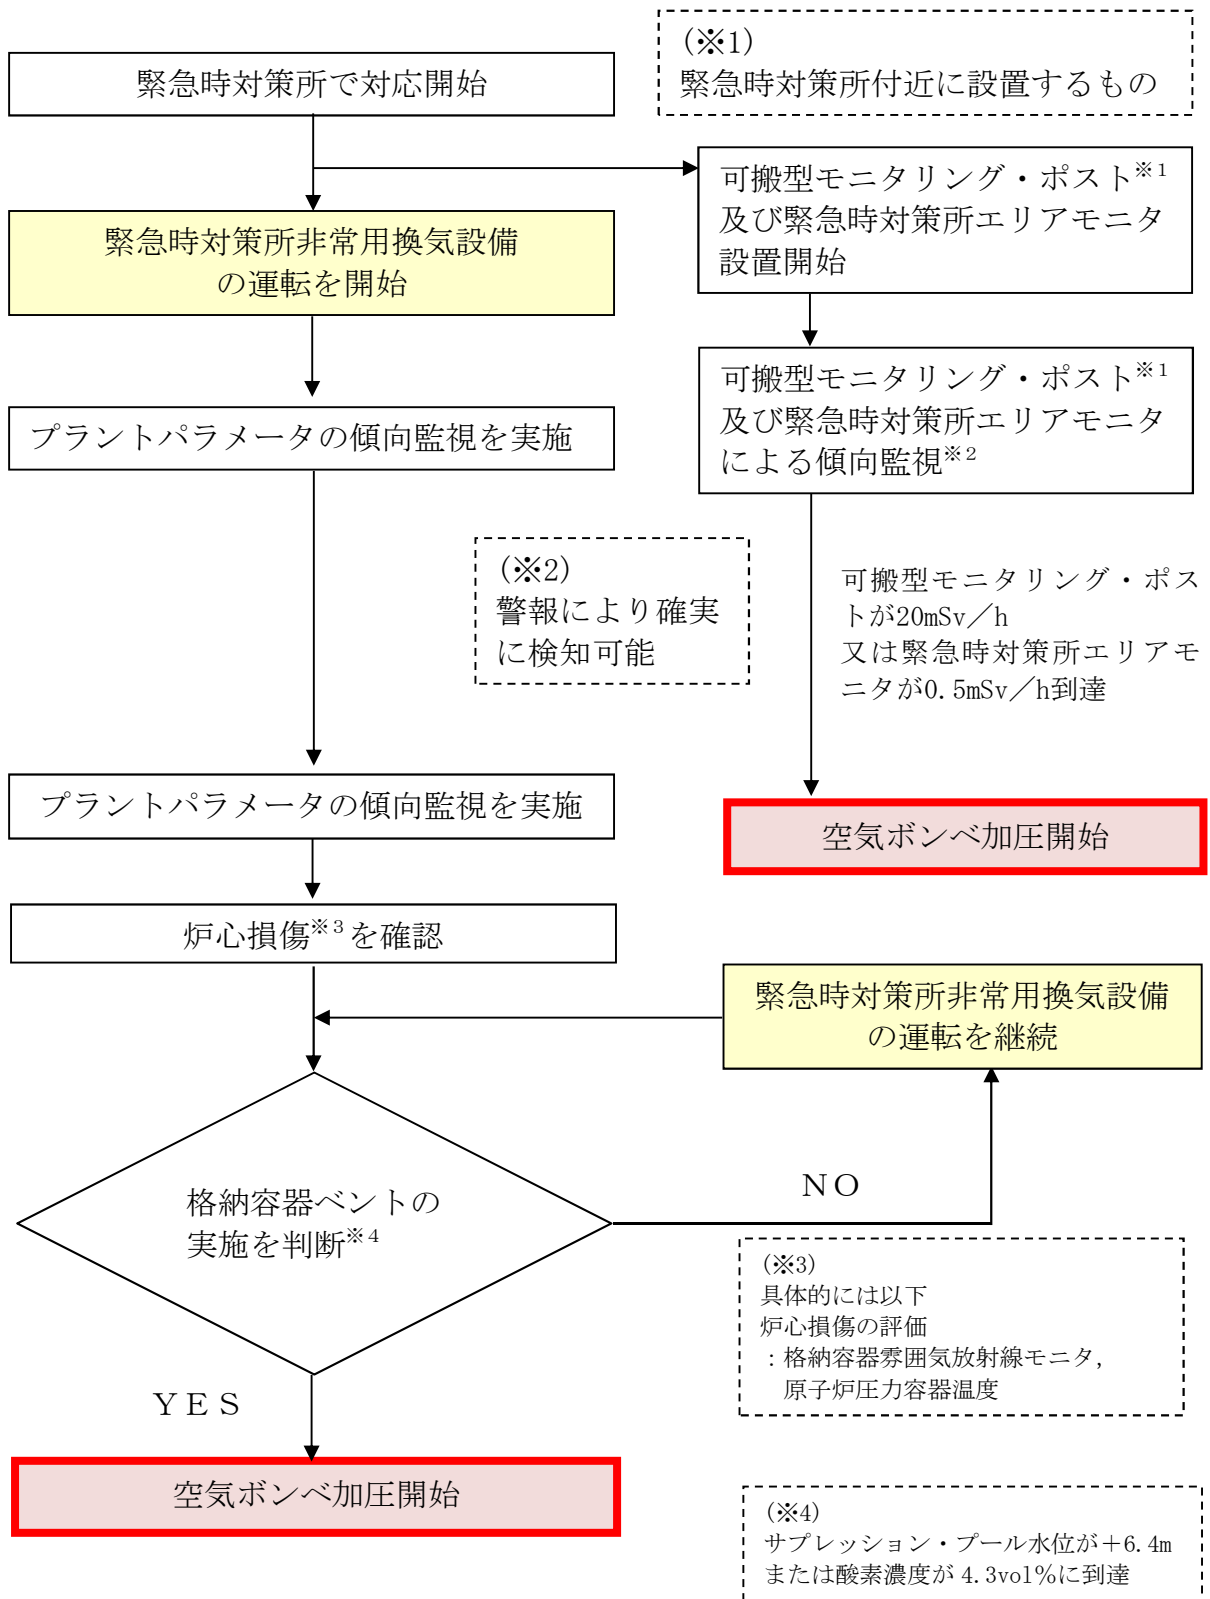 (※1)
緊急時対策所付近に設置するもの
緊急時対策所で対応開始
可搬型モニタリング・ポスト※1
及び緊急時対策所エリアモニタ
設置開始
緊急時対策所非常用換気設備
の運転を開始
可搬型モニタリング・ポスト※1
及び緊急時対策所エリアモニタ
による傾向監視※2
プラントパラメータの傾向監視を実施
(※2)
警報により確実
に検知可能
可搬型モニタリング・ポス
トが20mSv／h
又は緊急時対策所エリアモ
ニタが0.5mSv／h到達
プラントパラメータの傾向監視を実施
空気ボンベ加圧開始
炉心損傷※3を確認
緊急時対策所非常用換気設備
の運転を継続
格納容器ベントの
実施を判断※4
ＮＯ
(※3)
具体的には以下
炉心損傷の評価
：格納容器雰囲気放射線モニタ，
原子炉圧力容器温度
ＹＥＳ
空気ボンベ加圧開始
(※4)
サプレッション・プール水位が＋6.4m
または酸素濃度が 4.3vol％に到達